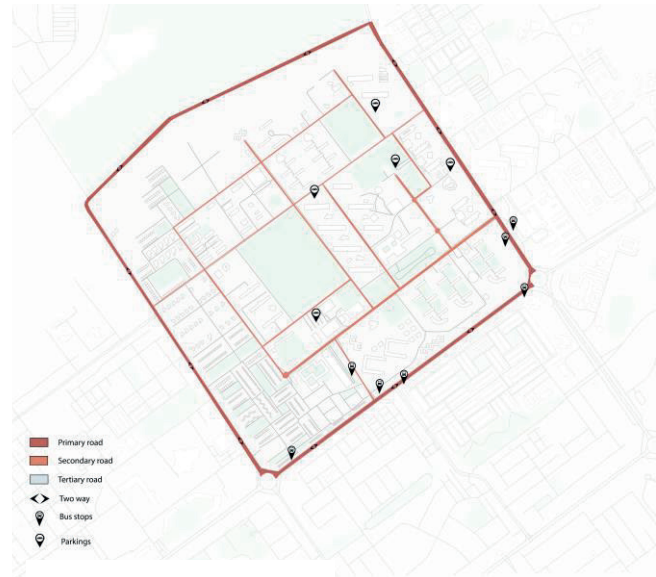 Primary road
Secondary road
Tertiary road
Two way
Bus stops
Parkings